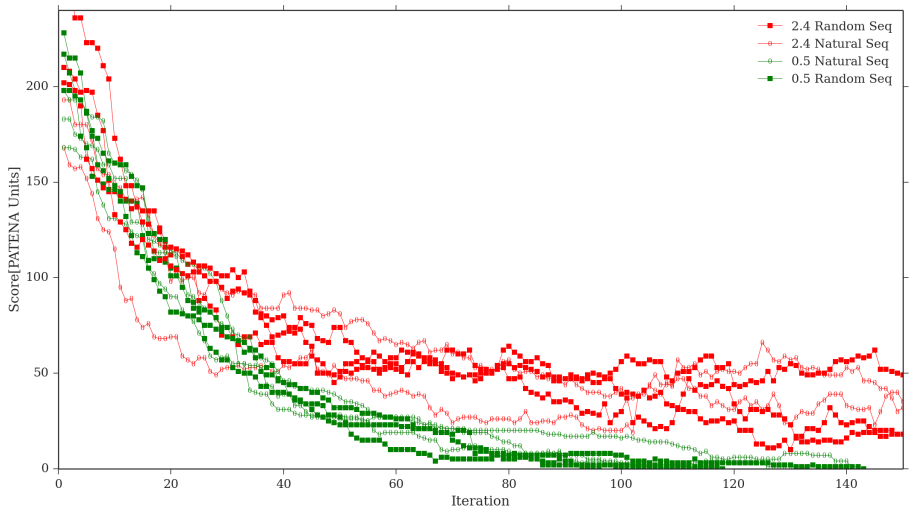 2.4 Random Seq
2.4 Natural Seq
0.5 Natural Seq
0.5 Random Seq
Score[PATENA Units]
200
150
100
50
0
0 20 40 60 80 100 120 140
Iteration